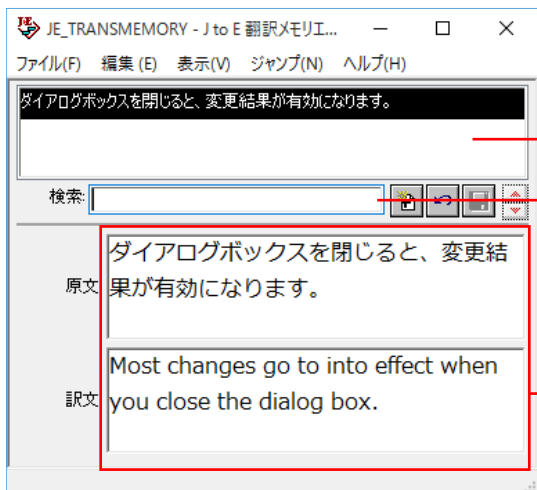 JE_TRANSMEMORY - J to E 翻訳メモリエ...
ファイル(F) 編集(E) 表示(V) ジャンプ(N) ヘルプ(H)
ダイアログボックスを閉じると、変更結果が有効になります。
検索:
原文
ダイアログボックスを閉じると、変更結
果が有効になります。
訳文
Most changes go to into effect when
you close the dialog box.